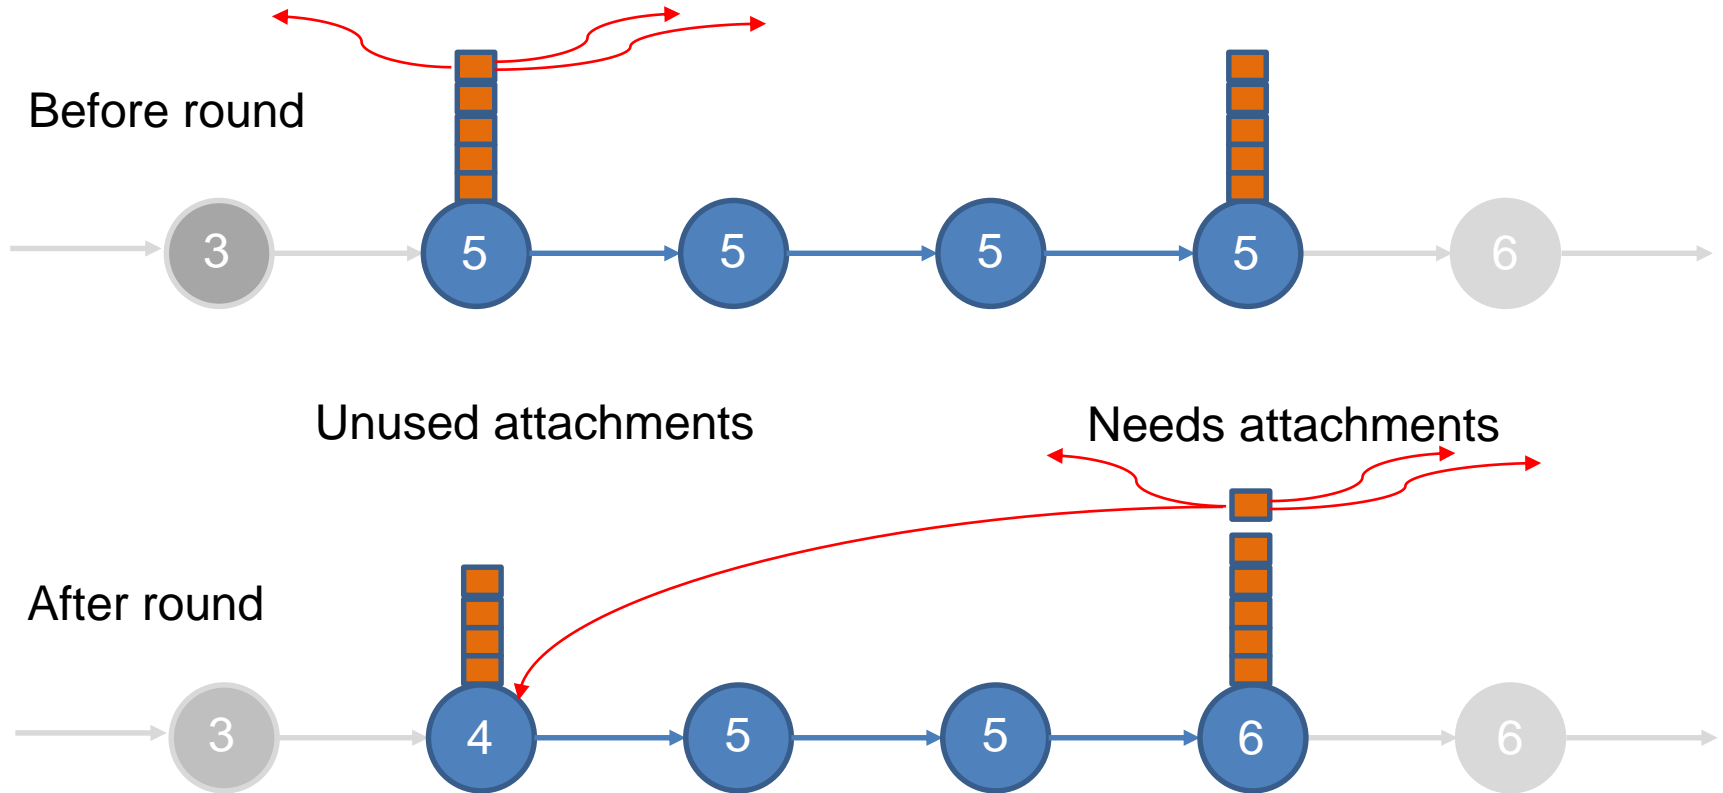 Before round
3 5 5 5 5 6
Unused attachments Needs attachments
After round
3 4 5 5 6 6